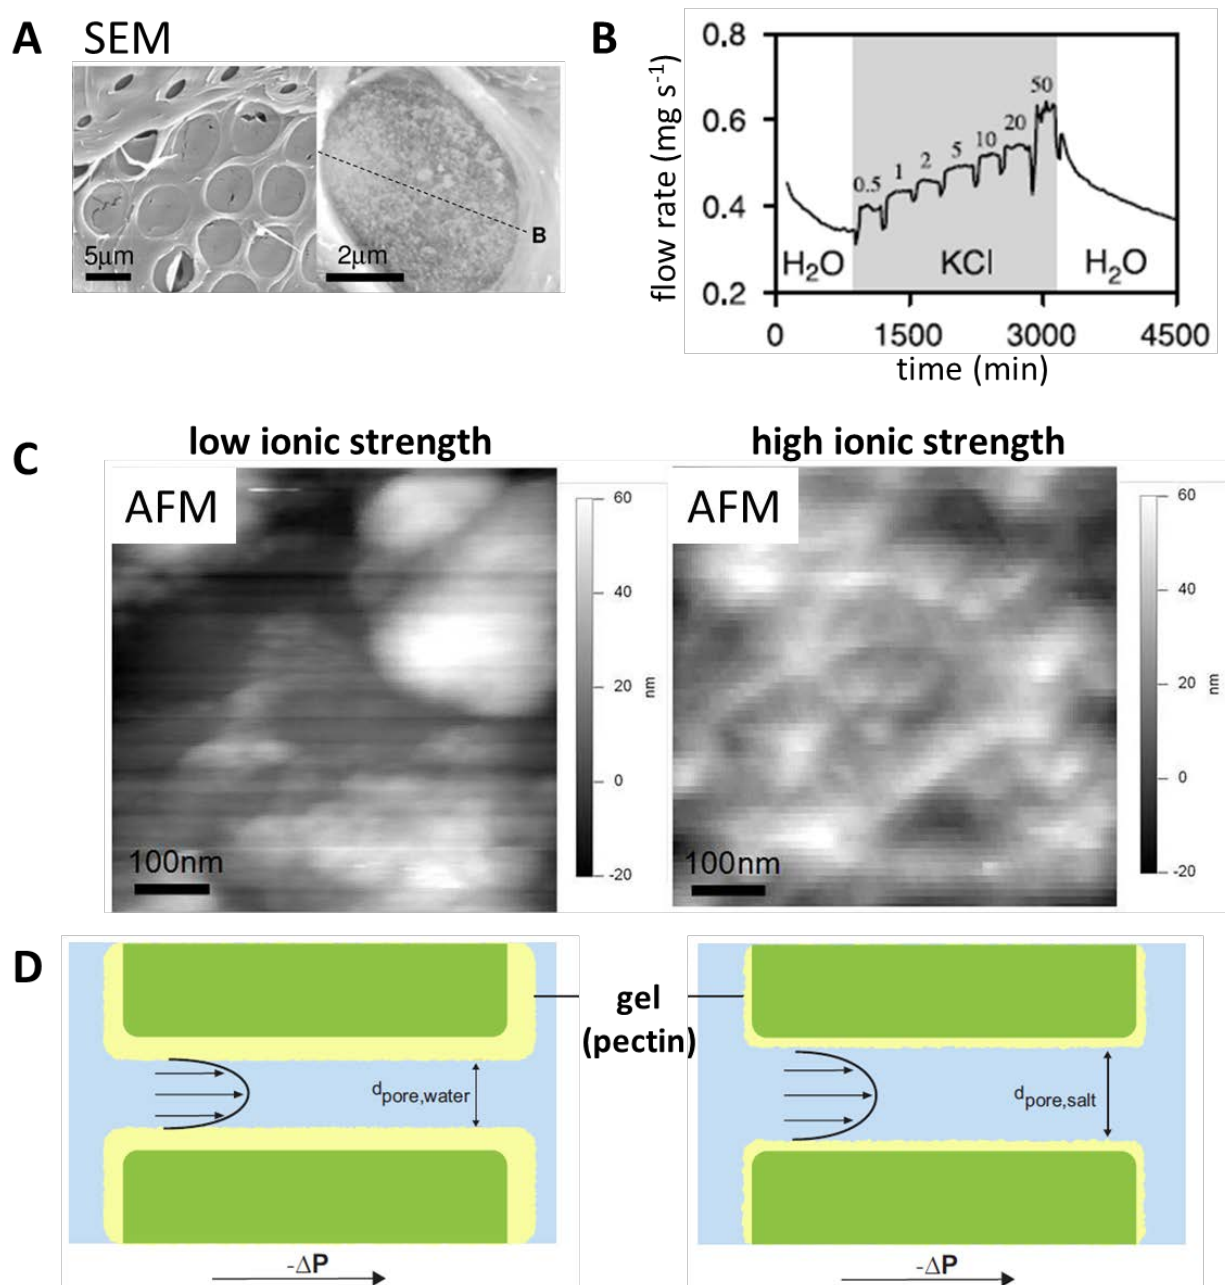 A SEM
5µm
2µm
B
B
flow rate (mg s-1)
0.8
0.6
0.4
0.2
0.5
1
2
5
10
20
50
H2O
KCl
H2O
0
1500
3000
4500
time (min)
C
low ionic strength
high ionic strength
AFM
60
40
20
0
-20
nm
100nm
AFM
60
40
20
0
-20
nm
100nm
D
gel
(pectin)
dpore,water
dpore,salt
-ΔP
-ΔP